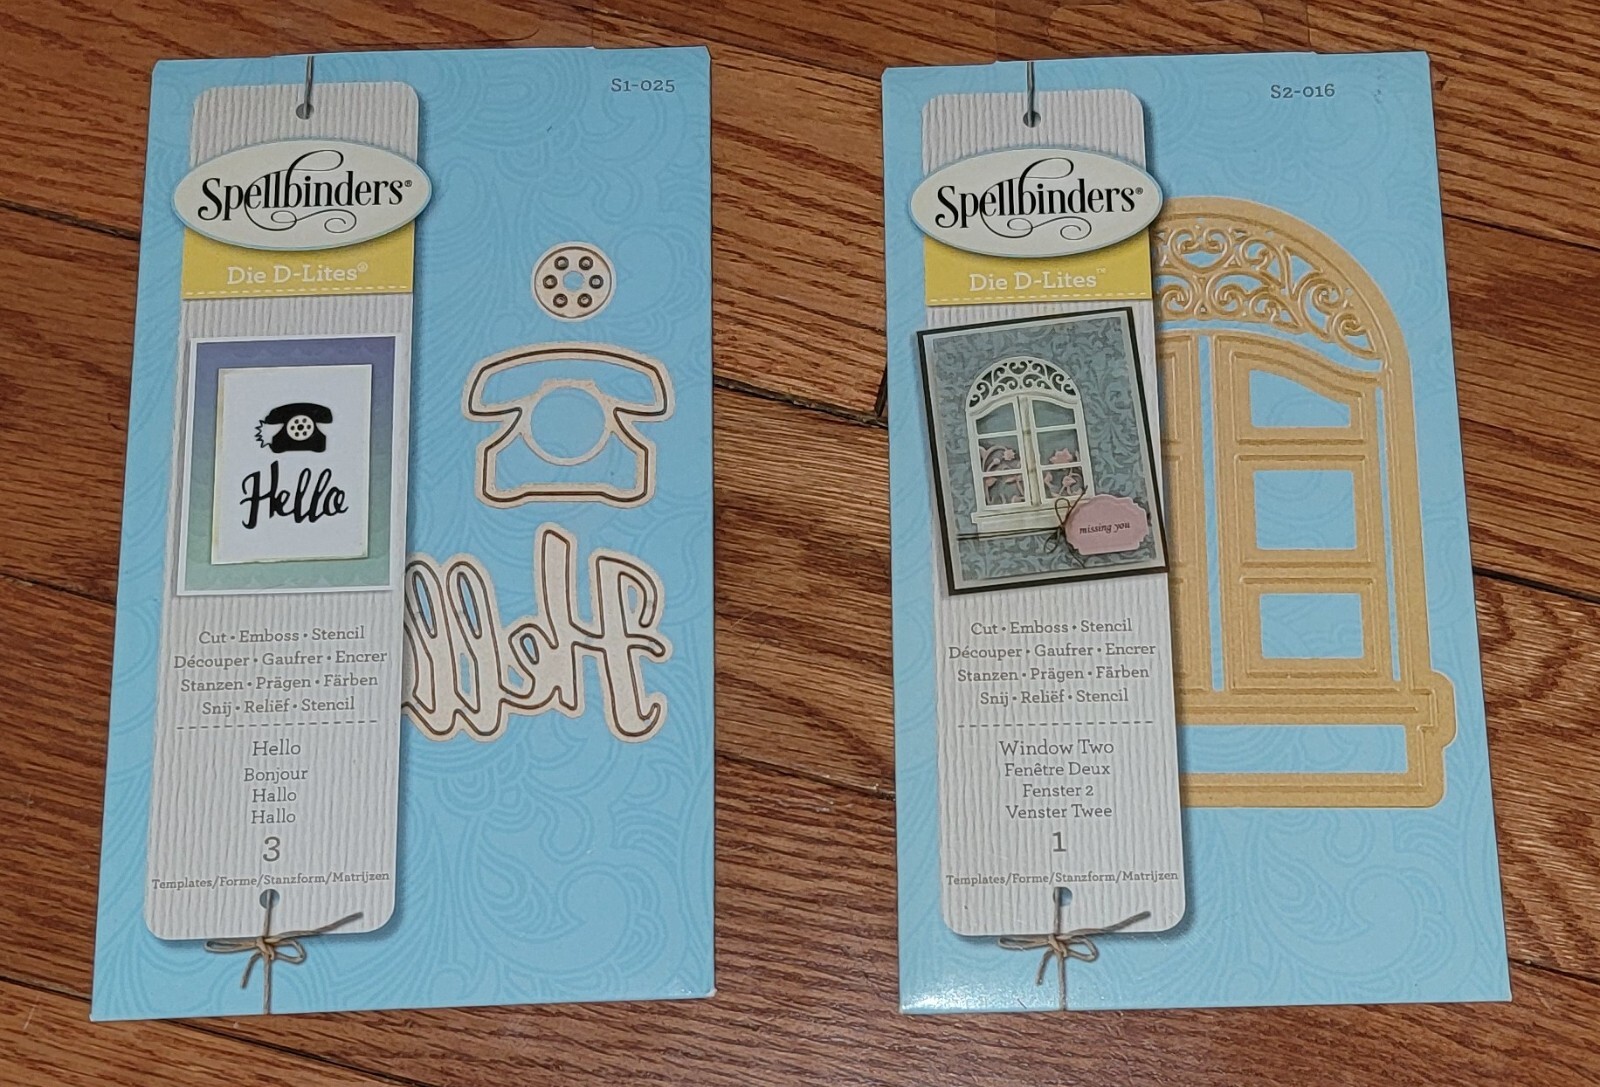 S1-025
Spellbinders®
Die D-Lites®
Hello
Hell
Cut • Emboss • Stencil
Découper • Gaufrer • Encrer
Stanzen • Prägen • Färben
Snij • Reliëf • Stencil
Hello
Bonjour
Hallo
Hallo
3
Templates/Forme/Stanzform/Matrijzen
S2-016
Spellbinders®
Die D-Lites™
missing you
Cut • Emboss • Stencil
Découper • Gaufrer • Encrer
Stanzen • Prägen • Färben
Snij • Reliëf • Stencil
Window Two
Fenêtre Deux
Fenster 2
Venster Twee
1
Templates/Forme/Stanzform/Matrijzen